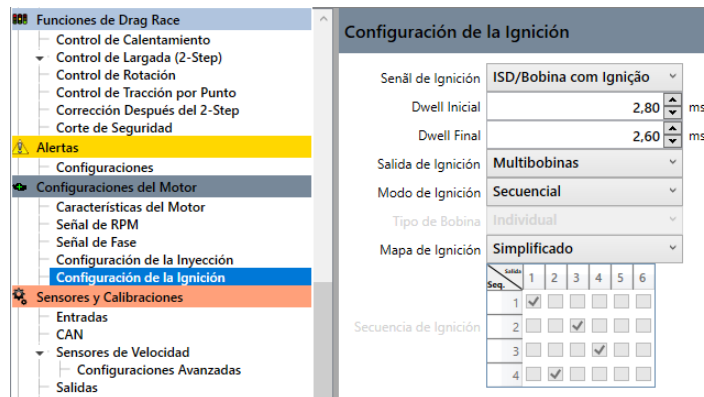 Funciones de Drag Race
Control de Calentamiento
Control de Largada (2-Step)
Control de Rotación
Control de Tracción por Punto
Corrección Después del 2-Step
Corte de Seguridad
Alertas
Configuraciones
Configuraciones del Motor
Características del Motor
Señal de RPM
Señal de Fase
Configuración de la Inyección
Configuración de la Ignición
Sensores y Calibraciones
Entradas
CAN
Sensores de Velocidad
Configuraciones Avanzadas
Salidas
Configuración de la Ignición
Senãl de Ignición ISD/Bobina com Ignição
Dwell Inicial 2,80 ms
Dwell Final 2,60 ms
Salida de Ignición Multibobinas
Modo de Ignición Secuencial
Tipo de Bobina Individual
Mapa de Ignición Simplificado
Secuencia de Ignición
Salida 1 2 3 4 5 6
Seq.
1
2
3
4